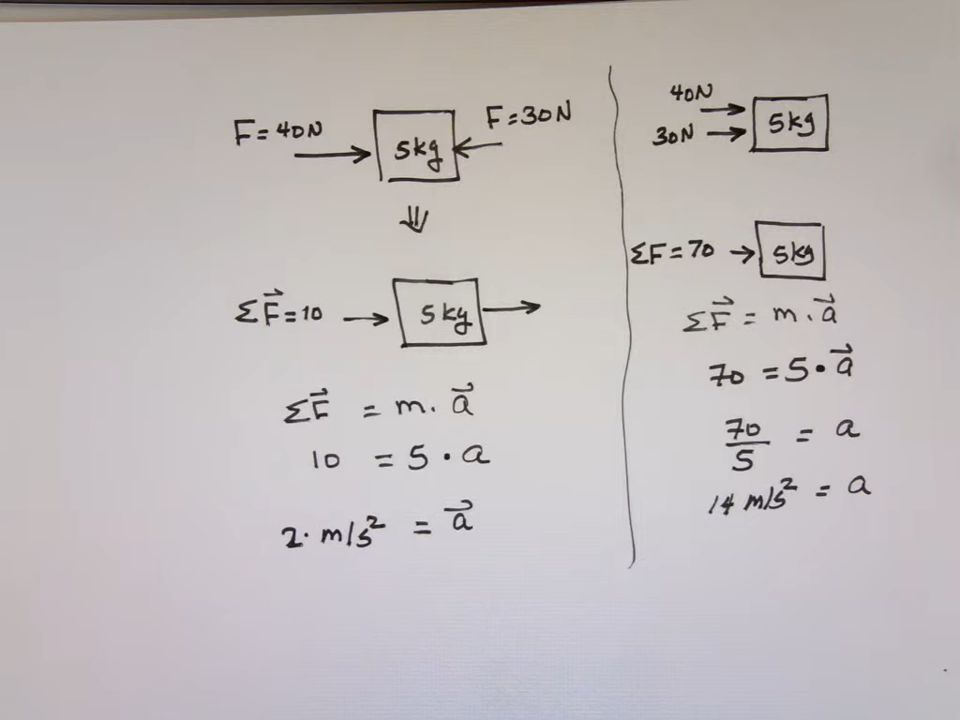 F=40N 5kg F=30N
ΣF⃗=10 5kg
ΣF⃗ = m. a⃗
10 = 5 · a
2· m/s² = a⃗
40N
30N 5kg
ΣF=70 5kg
ΣF⃗ = m. a⃗
70 = 5 · a⃗
70/5 = a
14 m/s² = a